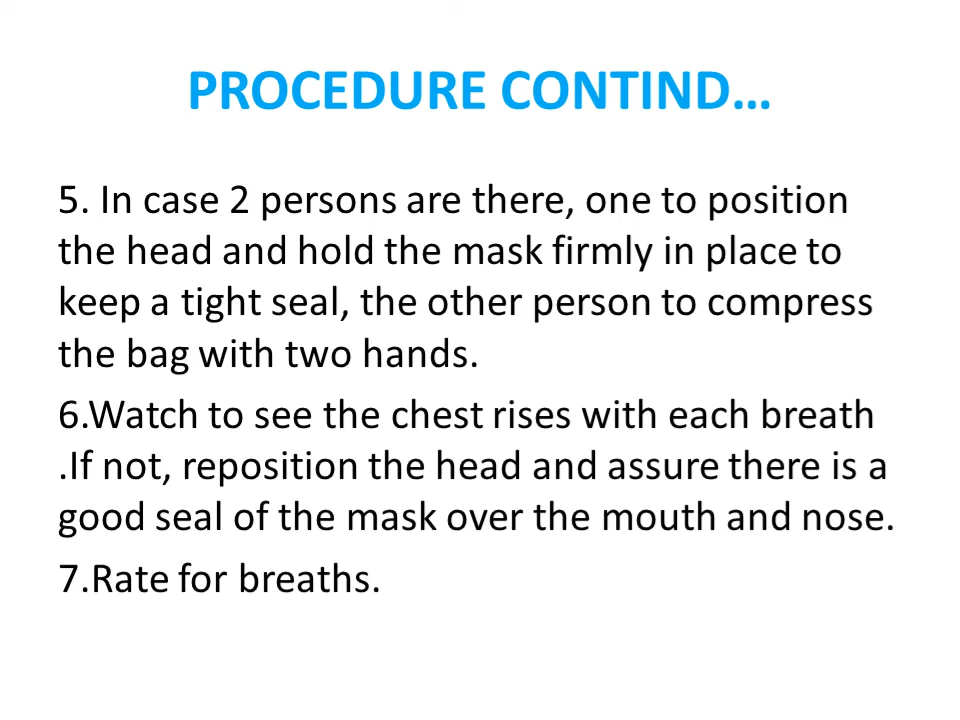 PROCEDURE CONTIND…
5. In case 2 persons are there, one to position
the head and hold the mask firmly in place to
keep a tight seal, the other person to compress
the bag with two hands.
6.Watch to see the chest rises with each breath
.If not, reposition the head and assure there is a
good seal of the mask over the mouth and nose.
7.Rate for breaths.